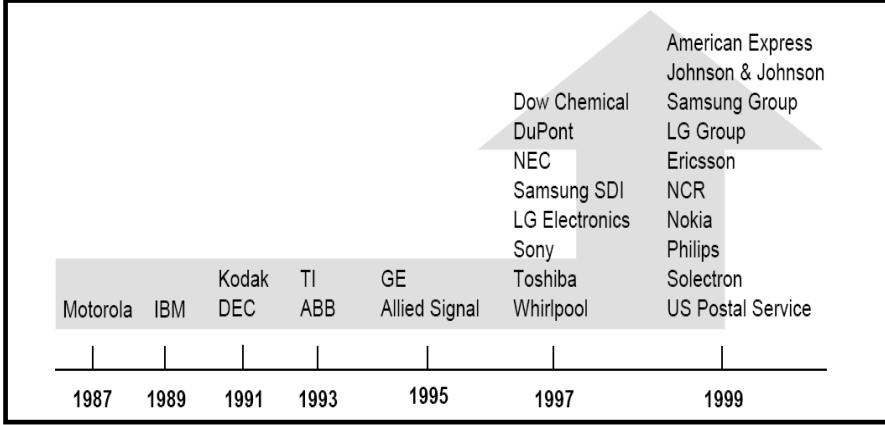 American Express
Johnson & Johnson
Dow Chemical
Samsung Group
DuPont
LG Group
NEC
Ericsson
Samsung SDI
NCR
LG Electronics
Nokia
Sony
Philips
Kodak
TI
GE
Toshiba
Solectron
Motorola
IBM
DEC
ABB
Allied Signal
Whirlpool
US Postal Service
1987
1989
1991
1993
1995
1997
1999